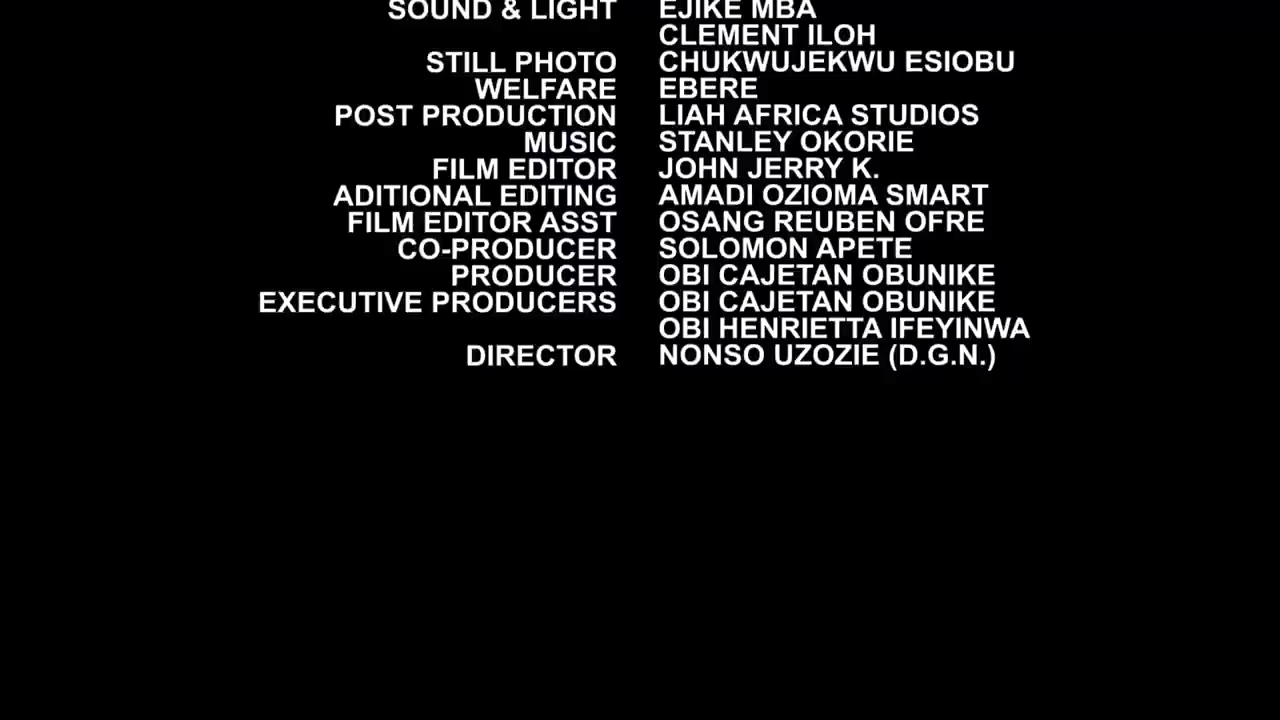 SOUND & LIGHT EJIKE MBA
CLEMENT ILOH
STILL PHOTO CHUKWUJEKWU ESIOBU
WELFARE EBERE
POST PRODUCTION LIAH AFRICA STUDIOS
MUSIC STANLEY OKORIE
FILM EDITOR JOHN JERRY K.
ADITIONAL EDITING AMADI OZIOMA SMART
FILM EDITOR ASST OSANG REUBEN OFRE
CO-PRODUCER SOLOMON APETE
PRODUCER OBI CAJETAN OBUNIKE
EXECUTIVE PRODUCERS OBI CAJETAN OBUNIKE
OBI HENRIETTA IFEYINWA
DIRECTOR NONSO UZOZIE (D.G.N.)